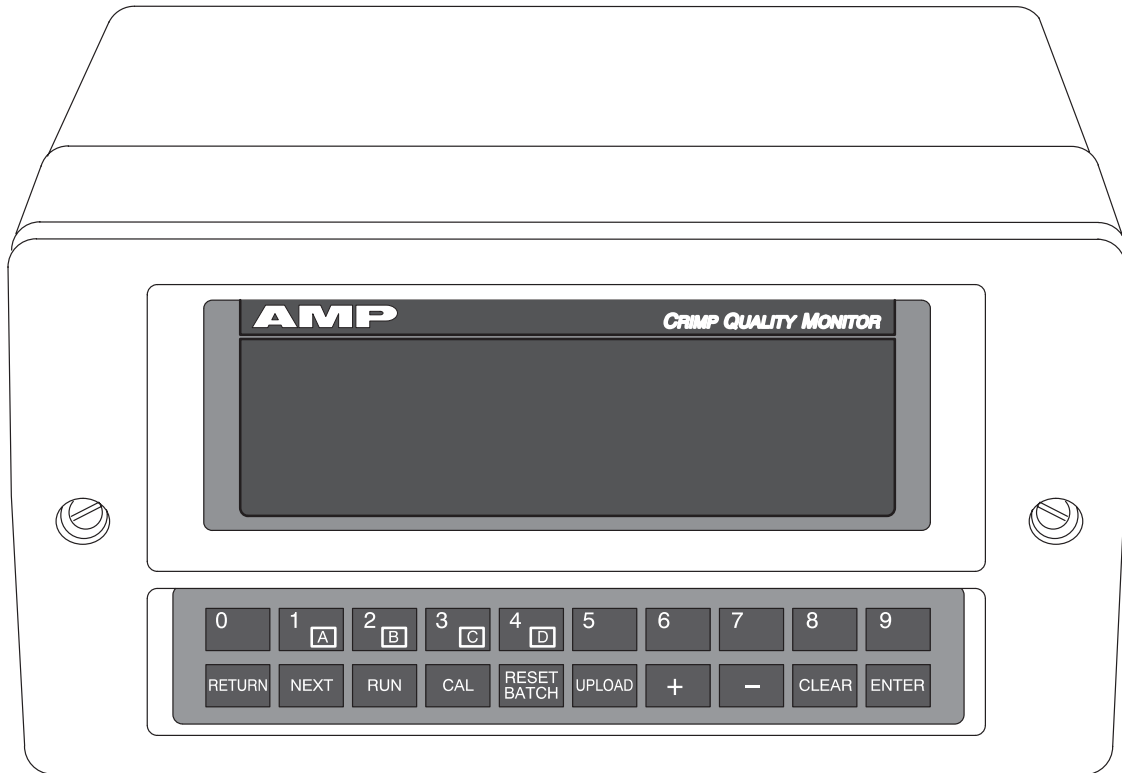 AMP CRIMP QUALITY MONITOR
0 1 A 2 B 3 C 4 D 5 6 7 8 9
RETURN NEXT RUN CAL RESET BATCH UPLOAD + – CLEAR ENTER